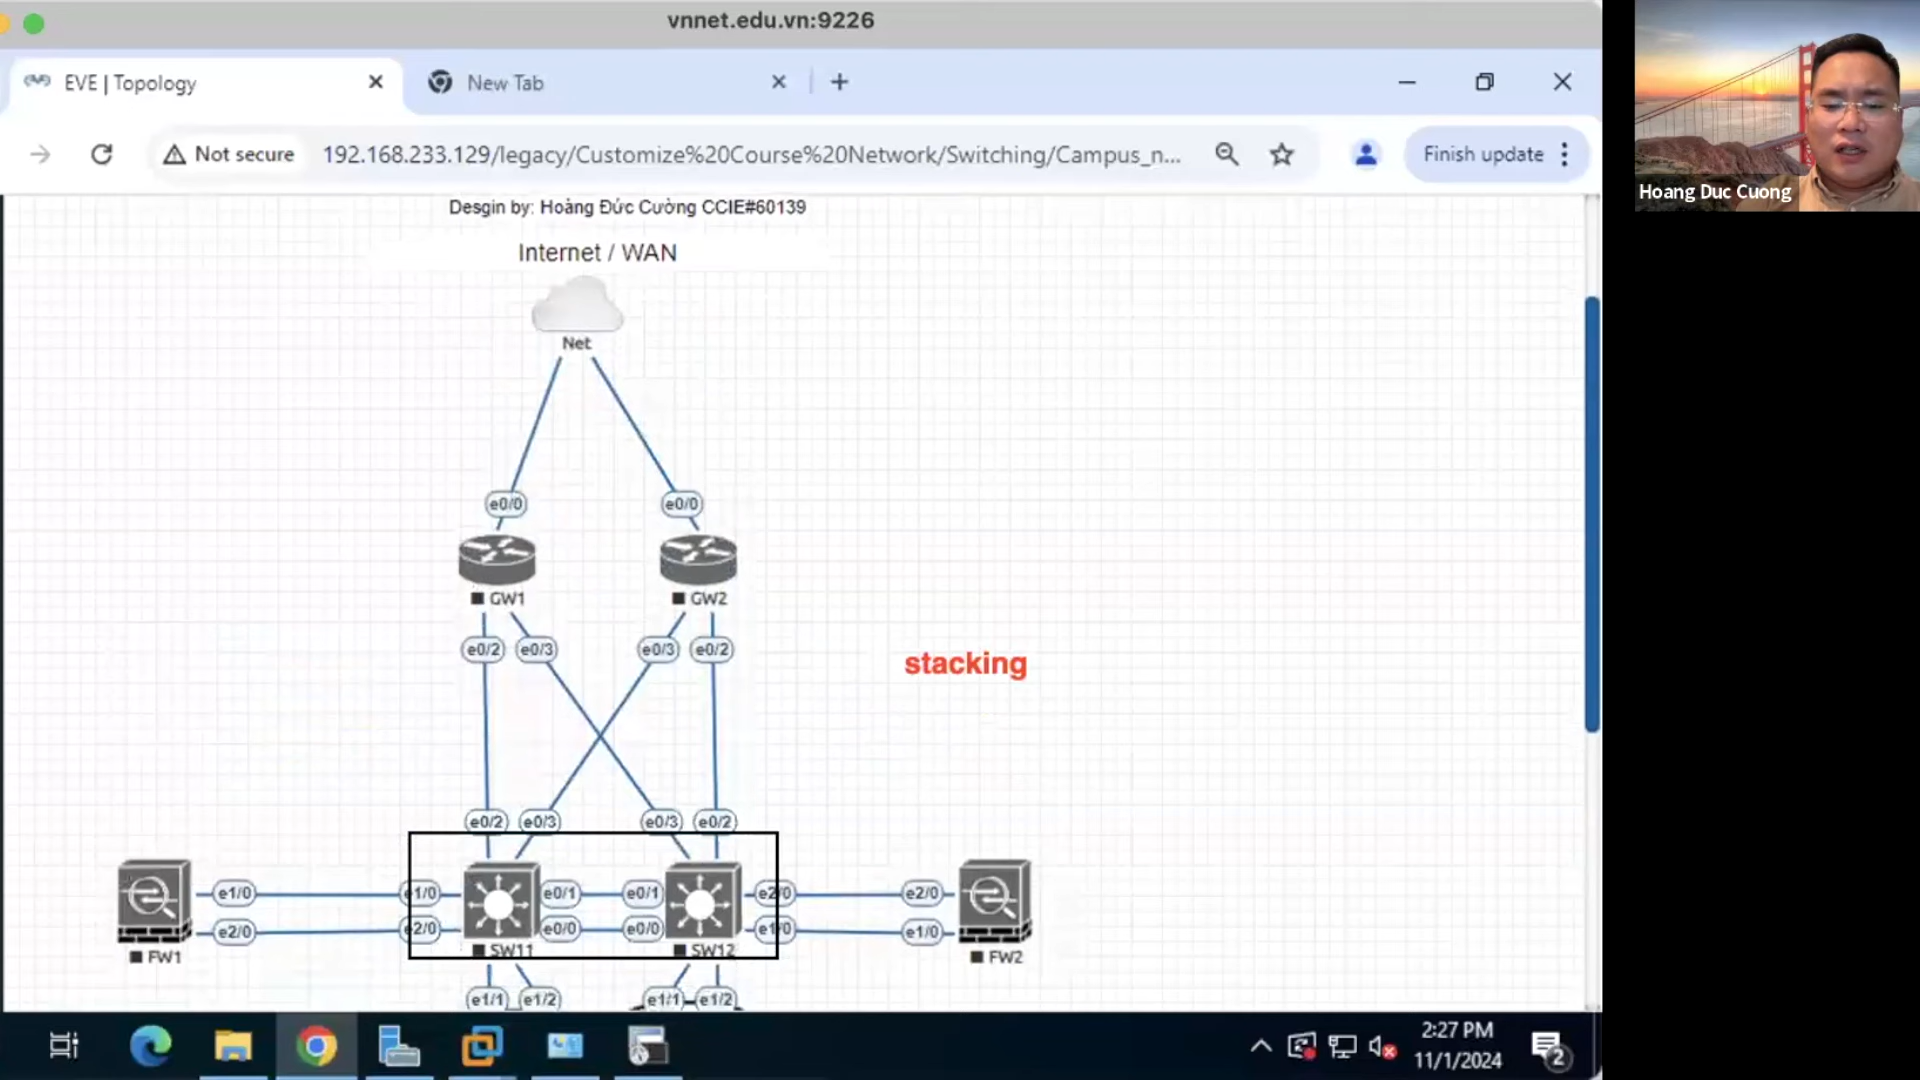 vnnet.edu.vn:9226
EVE | Topology
New Tab
Not secure
192.168.233.129/legacy/Customize%20Course%20Network/Switching/Campus_n...
Finish update
Hoang Duc Cuong
Desgin by: Hoàng Đức Cường CCIE#60139
Internet / WAN
Net
e0/0 e0/0
GW1 GW2
e0/2 e0/3 e0/3 e0/2
stacking
e0/2 e0/3 e0/3 e0/2
e1/0 e1/0 e0/1 e0/1 e2/0 e2/0
e2/0 e2/0 e0/0 e0/0 e1/0 e1/0
FW1 SW11 SW12 FW2
e1/1 e1/2 e1/1 e1/2
2:27 PM
11/1/2024
2